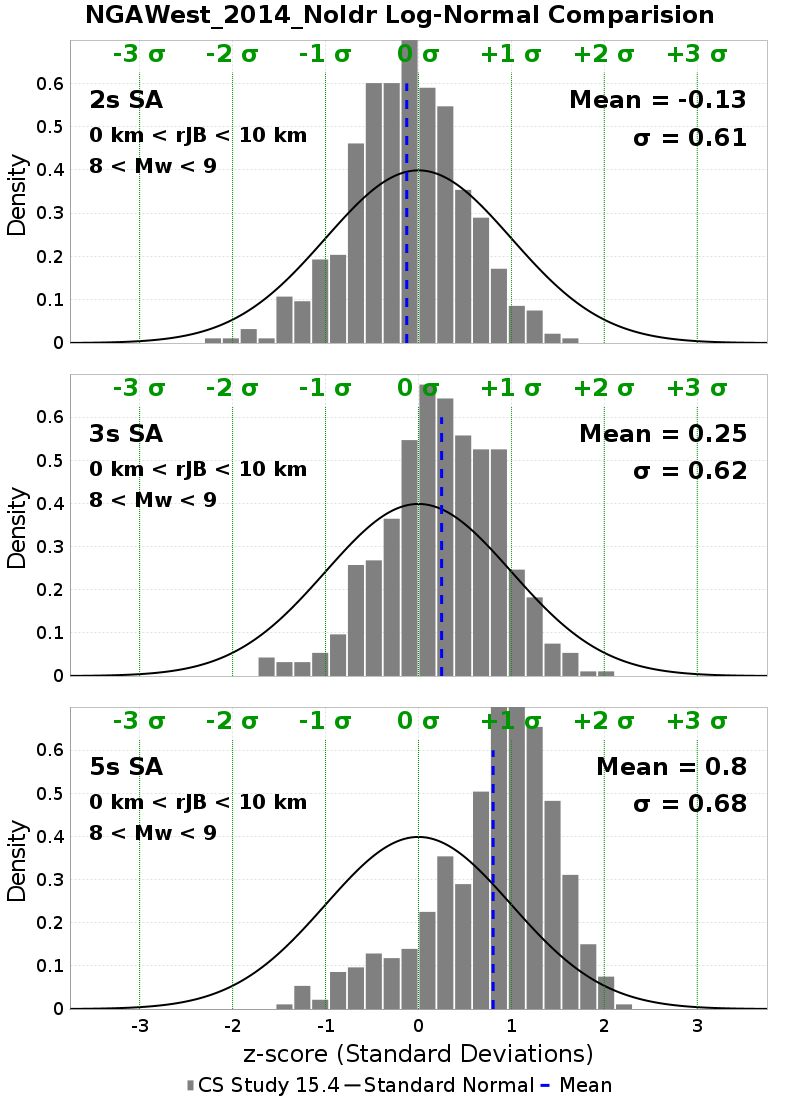 NGAWest_2014_NoIdr Log-Normal Comparision
-3 σ -2 σ -1 σ 0 σ +1 σ +2 σ +3 σ
2s SA
0 km < rJB < 10 km
8 < Mw < 9
Mean = -0.13
σ = 0.61
Density
0.6
0.5
0.4
0.3
0.2
0.1
0
-3 σ -2 σ -1 σ 0 σ +1 σ +2 σ +3 σ
3s SA
0 km < rJB < 10 km
8 < Mw < 9
Mean = 0.25
σ = 0.62
Density
0.6
0.5
0.4
0.3
0.2
0.1
0
-3 σ -2 σ -1 σ 0 σ +1 σ +2 σ +3 σ
5s SA
0 km < rJB < 10 km
8 < Mw < 9
Mean = 0.8
σ = 0.68
Density
0.6
0.5
0.4
0.3
0.2
0.1
0
-3 -2 -1 0 1 2 3
z-score (Standard Deviations)
CS Study 15.4 Standard Normal Mean